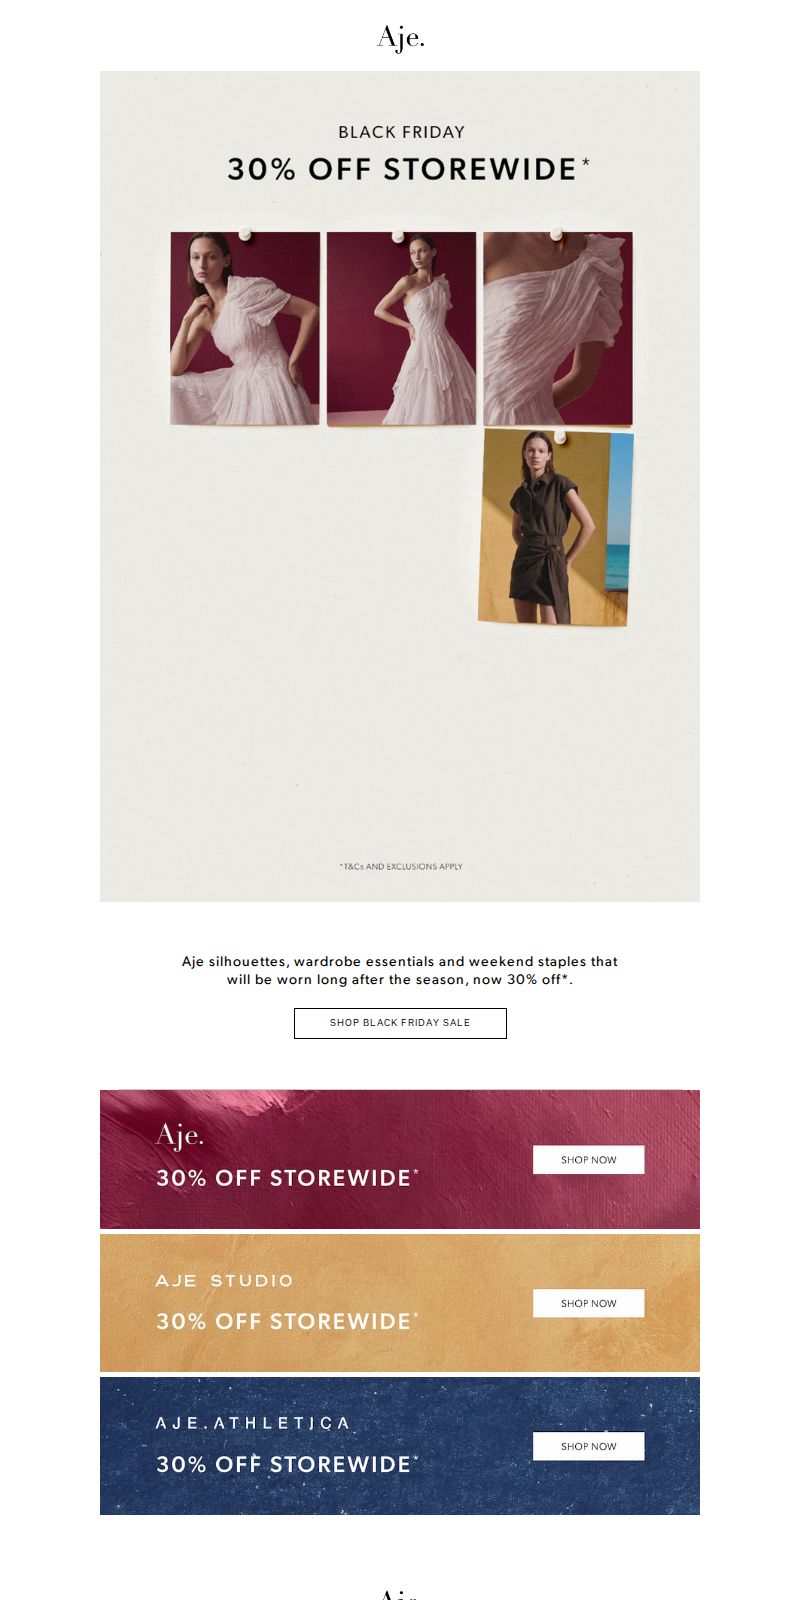 Aje.
BLACK FRIDAY
30% OFF STOREWIDE*
*T&Cs AND EXCLUSIONS APPLY
Aje silhouettes, wardrobe essentials and weekend staples that
will be worn long after the season, now 30% off*.
SHOP BLACK FRIDAY SALE
Aje.
30% OFF STOREWIDE*
SHOP NOW
AJE STUDIO
30% OFF STOREWIDE*
SHOP NOW
AJE.ATHLETICA
30% OFF STOREWIDE*
SHOP NOW